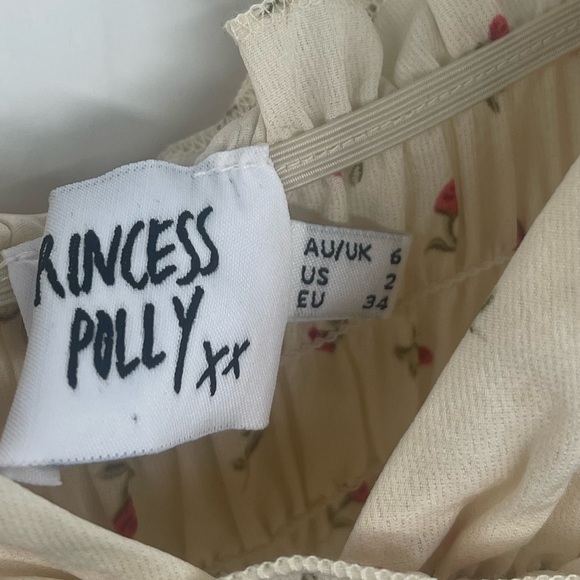 RINCESS
POLLY xx
AU/UK 6
US 2
EU 34